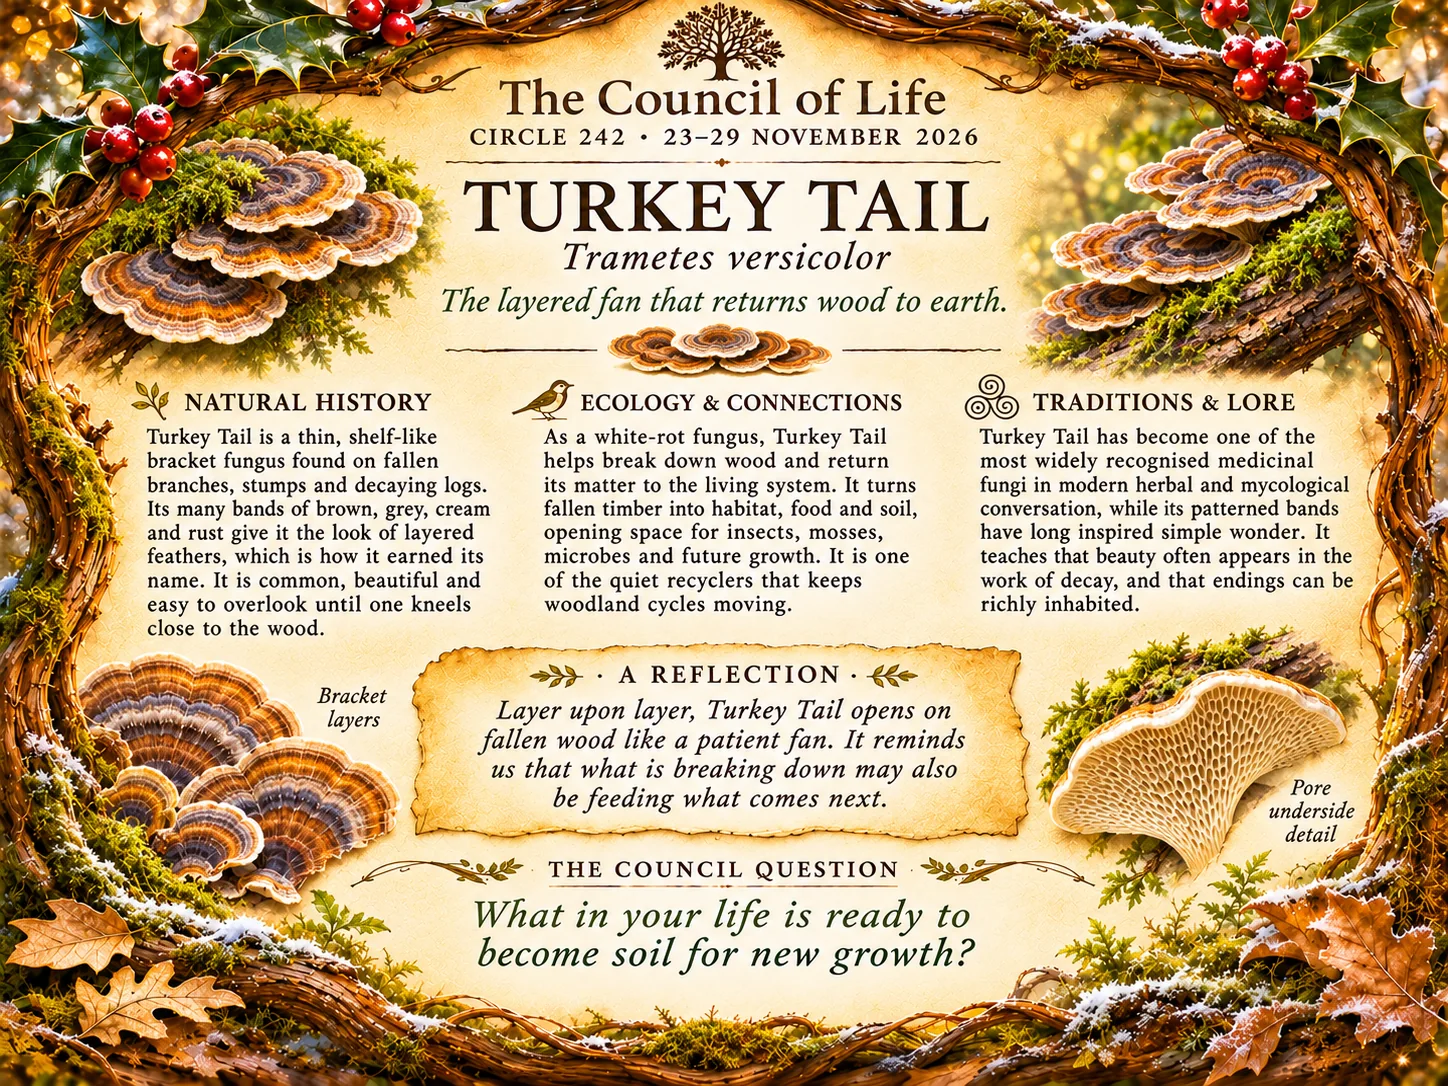 The Council of Life
CIRCLE 242 • 23–29 NOVEMBER 2026
TURKEY TAIL
Trametes versicolor
The layered fan that returns wood to earth.
NATURAL HISTORY
Turkey Tail is a thin, shelf-like
bracket fungus found on fallen
branches, stumps and decaying logs.
Its many bands of brown, grey, cream
and rust give it the look of layered
feathers, which is how it earned its
name. It is common, beautiful and
easy to overlook until one kneels
close to the wood.
ECOLOGY & CONNECTIONS
As a white-rot fungus, Turkey Tail
helps break down wood and return
its matter to the living system. It turns
fallen timber into habitat, food and soil,
opening space for insects, mosses,
microbes and future growth. It is one
of the quiet recyclers that keeps
woodland cycles moving.
TRADITIONS & LORE
Turkey Tail has become one of the
most widely recognised medicinal
fungi in modern herbal and mycological
conversation, while its patterned bands
have long inspired simple wonder. It
teaches that beauty often appears in the
work of decay, and that endings can be
richly inhabited.
Bracket
layers
· A REFLECTION ·
Layer upon layer, Turkey Tail opens on
fallen wood like a patient fan. It reminds
us that what is breaking down may also
be feeding what comes next.
Pore
underside
detail
THE COUNCIL QUESTION
What in your life is ready to
become soil for new growth?